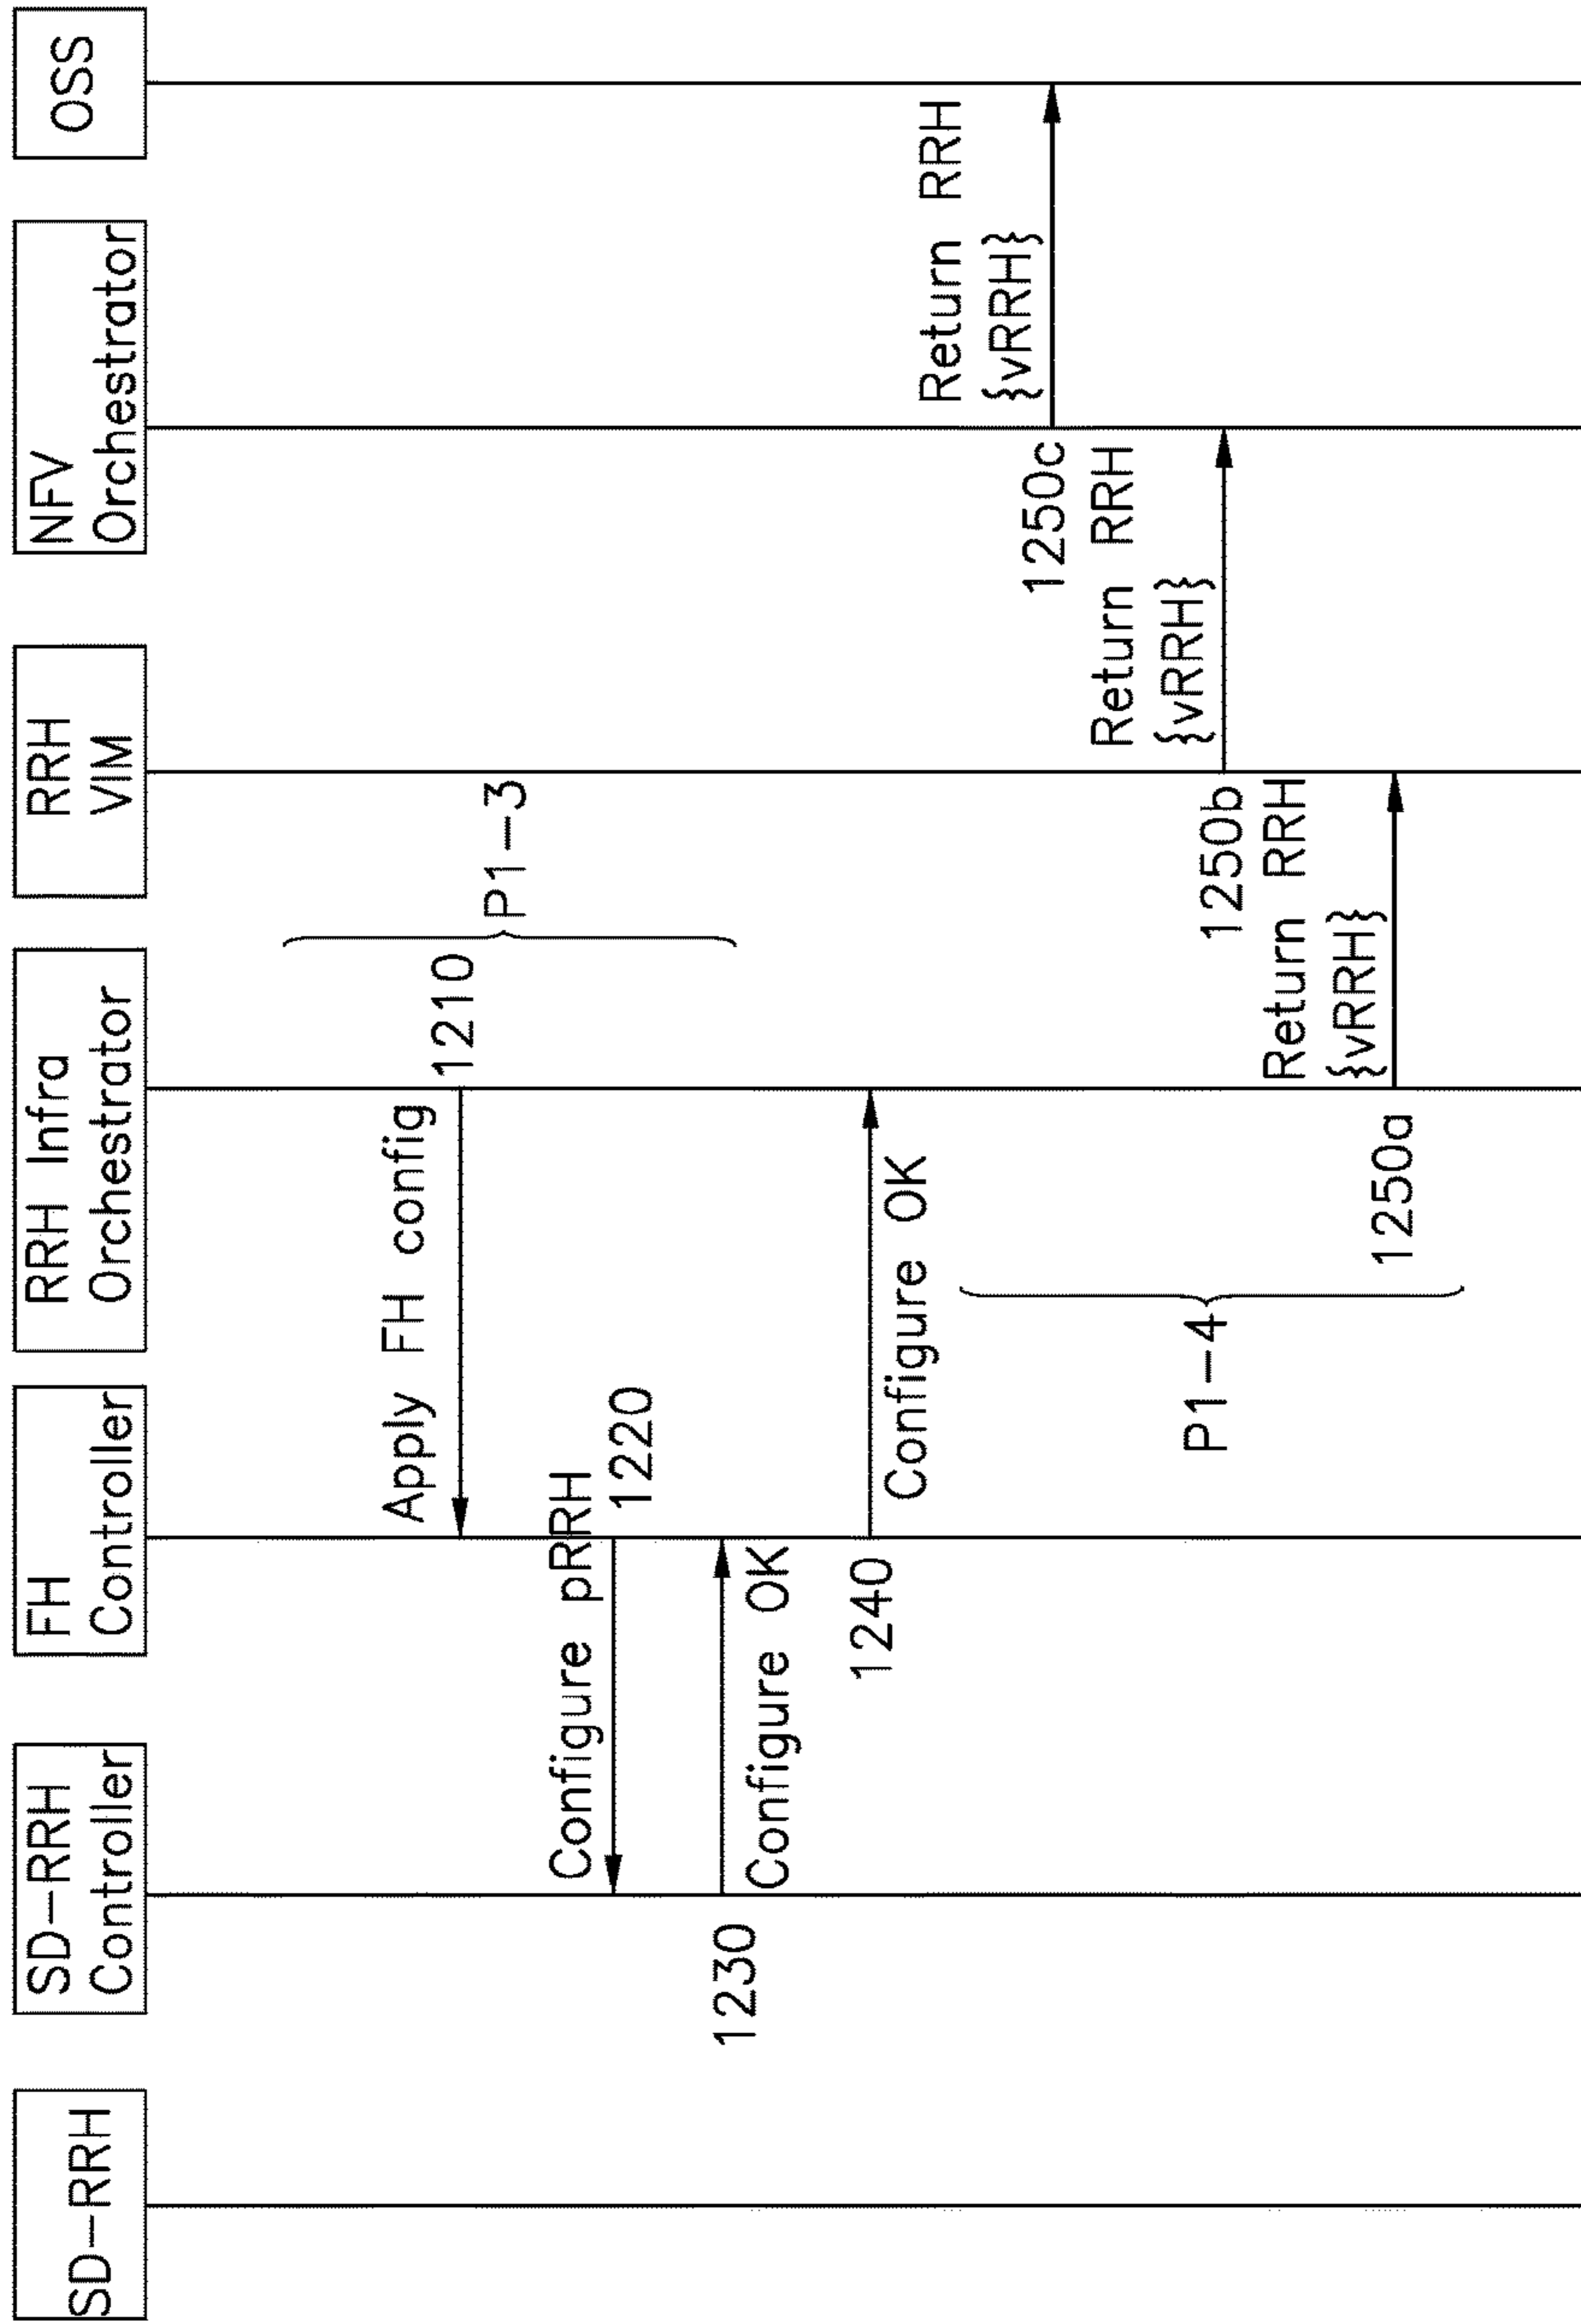 SD-RRH
SD-RRH
Controller
FH
Controller
RRH Infra
Orchestrator
RRH
VIM
NFV
Orchestrator
OSS
Apply FH config
1210
P1-3
Configure pRRH
1220
1230
Configure OK
1240
Configure OK
P1-4
Return RRH
{vRRH}
1250c
Return RRH
{vRRH}
1250b
Return RRH
{vRRH}
1250a